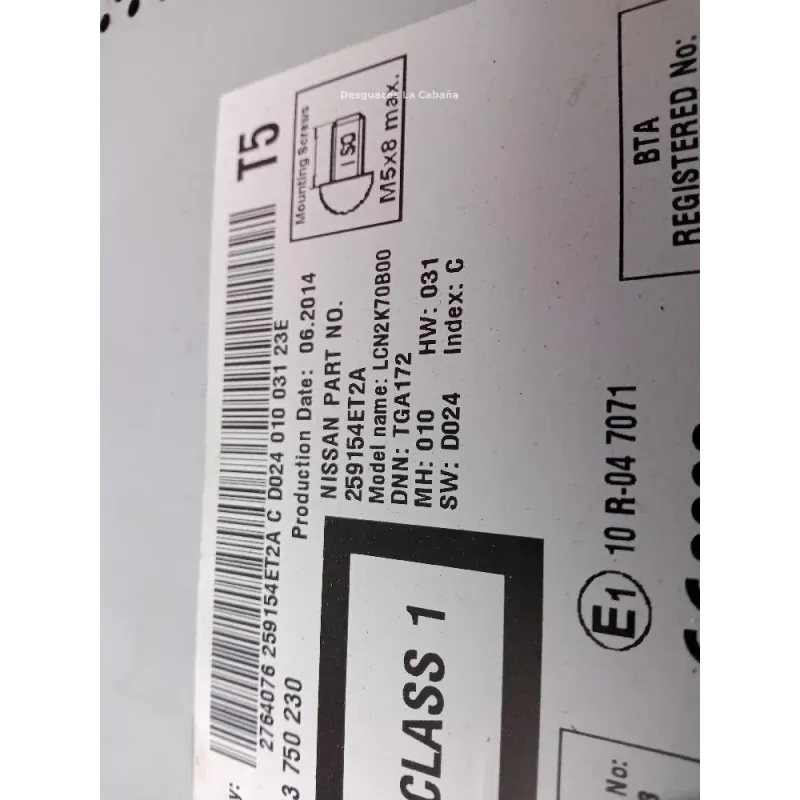 Desguaces La Cabaña
T5
Mounting Screws
ISO
M5x8 max.
2764076 259154ET2A C D024 010 031 23E
3 750 230
Production Date: 06.2014
NISSAN PART NO.
259154ET2A
Model name: LCN2K70B00
DNN: TGA172
MH: 010 HW: 031
SW: D024 Index: C
CLASS 1
E1 10 R-04 7071
BTA
REGISTERED No:
No: